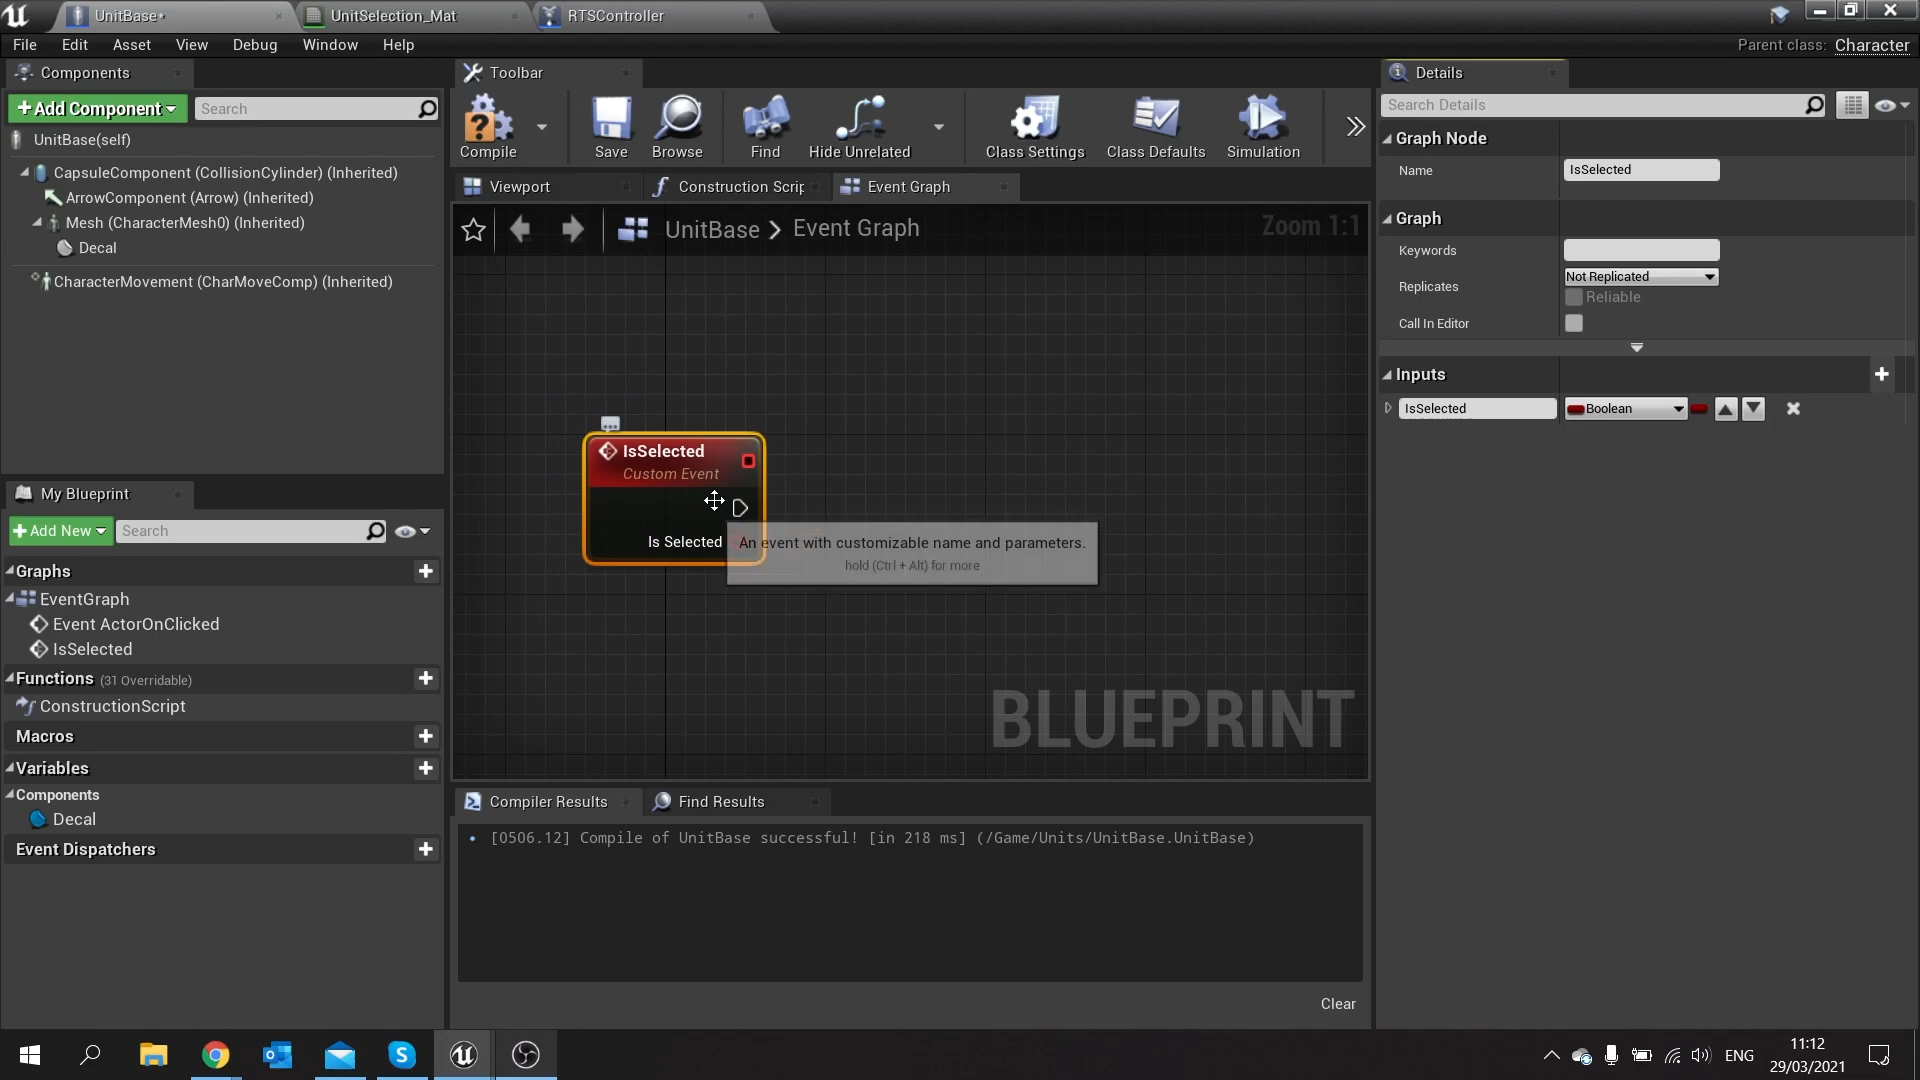 UnitBase*
UnitSelection_Mat
RTSController
File
Edit
Asset
View
Debug
Window
Help
Parent class: Character
Components
Toolbar
Details
Add Component
Search
Search Details
UnitBase(self)
CapsuleComponent (CollisionCylinder) (Inherited)
ArrowComponent (Arrow) (Inherited)
Mesh (CharacterMesh0) (Inherited)
Decal
CharacterMovement (CharMoveComp) (Inherited)
Compile
Save
Browse
Find
Hide Unrelated
Class Settings
Class Defaults
Simulation
Viewport
Construction Scrip
Event Graph
UnitBase
Event Graph
Zoom 1:1
IsSelected
Custom Event
Is Selected
An event with customizable name and parameters.
hold (Ctrl + Alt) for more
BLUEPRINT
Graph Node
Name
IsSelected
Graph
Keywords
Replicates
Not Replicated
Reliable
Call In Editor
Inputs
IsSelected
Boolean
My Blueprint
Add New
Search
Graphs
EventGraph
Event ActorOnClicked
IsSelected
Functions (31 Overridable)
ConstructionScript
Macros
Variables
Components
Decal
Event Dispatchers
Compiler Results
Find Results
[0506.12] Compile of UnitBase successful! [in 218 ms] (/Game/Units/UnitBase.UnitBase)
Clear
ENG
11:12
29/03/2021